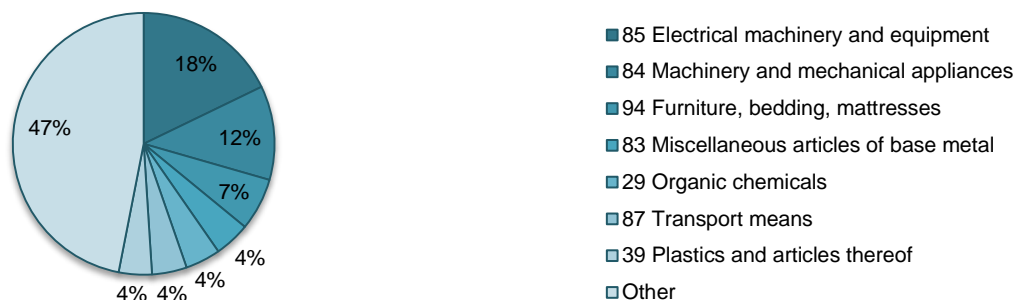 18%
12%
7%
4%
4%
4%
4%
47%
85 Electrical machinery and equipment
84 Machinery and mechanical appliances
94 Furniture, bedding, mattresses
83 Miscellaneous articles of base metal
29 Organic chemicals
87 Transport means
39 Plastics and articles thereof
Other